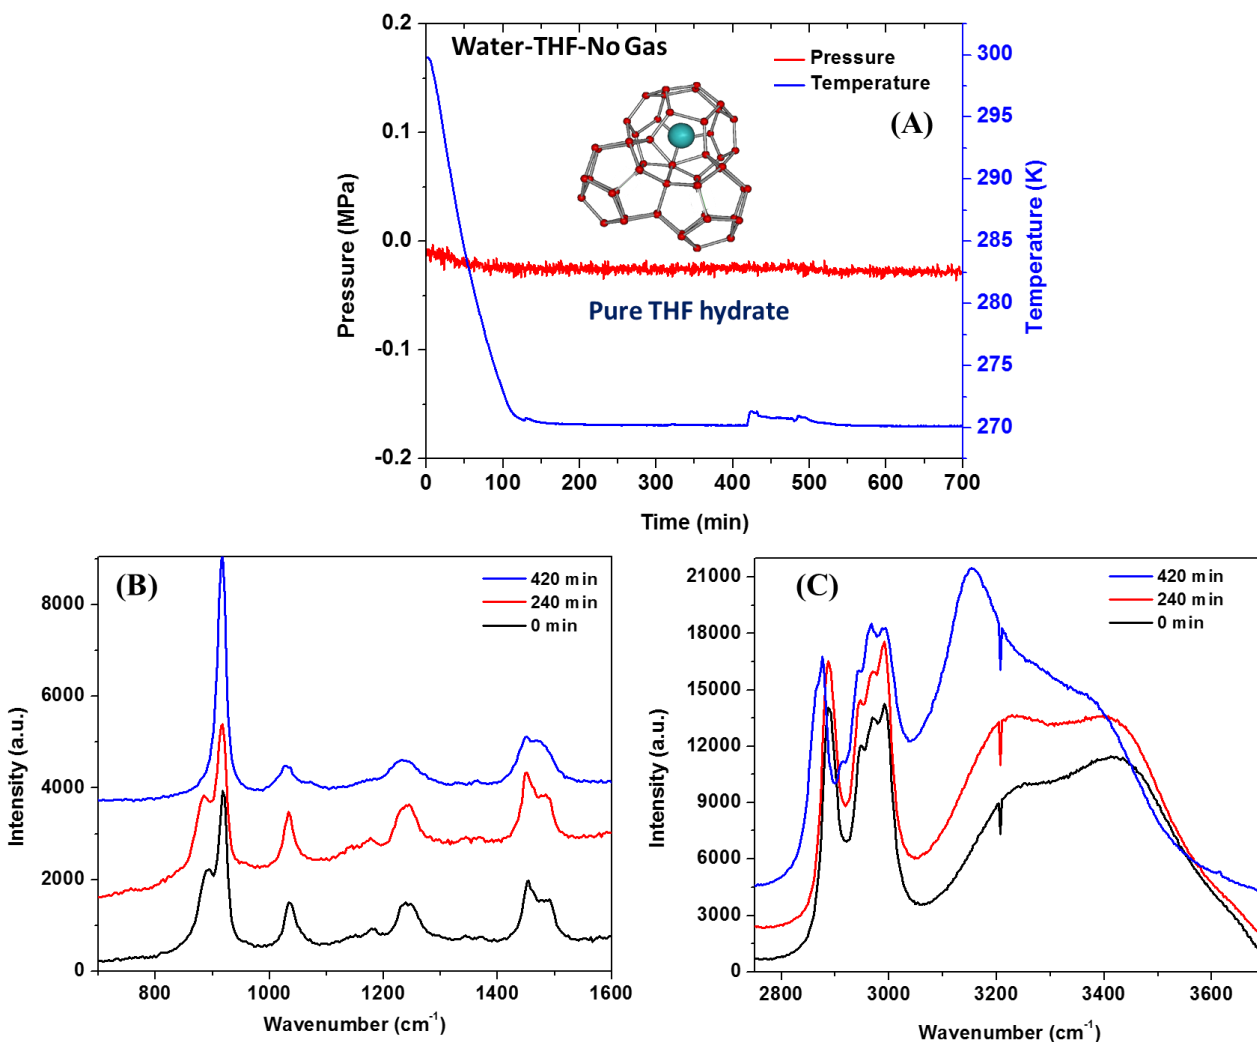 Water-THF-No Gas
Pressure
Temperature
(A)
0.2
0.1
0.0
-0.1
-0.2
Pressure (MPa)
300
295
290
285
280
275
270
Temperature (K)
Pure THF hydrate
0 100 200 300 400 500 600 700
Time (min)
(B)
420 min
240 min
0 min
8000
6000
4000
2000
0
Intensity (a.u.)
800 1000 1200 1400 1600
Wavenumber (cm⁻¹)
(C)
420 min
240 min
0 min
21000
18000
15000
12000
9000
6000
3000
0
Intensity (a.u.)
2800 3000 3200 3400 3600
Wavenumber (cm⁻¹)